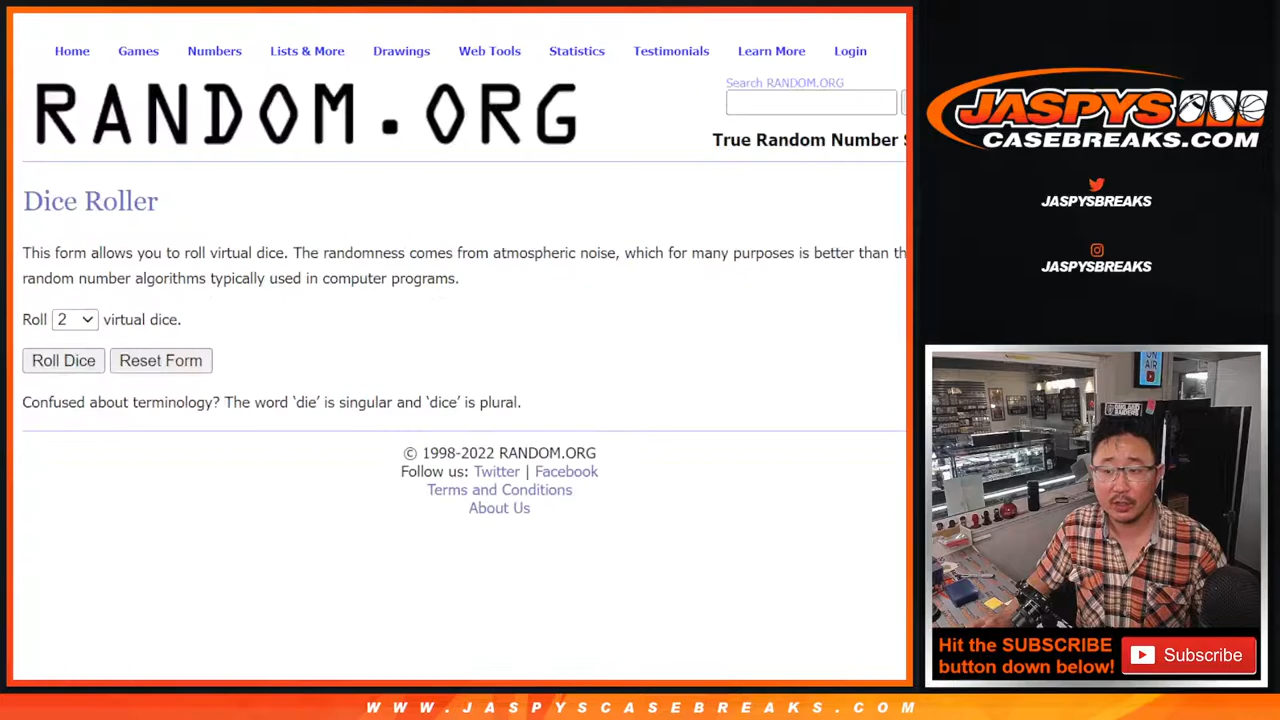 Home Games Numbers Lists & More Drawings Web Tools Statistics Testimonials Learn More Login
Search RANDOM.ORG
RANDOM.ORG
True Random Number
Dice Roller
This form allows you to roll virtual dice. The randomness comes from atmospheric noise, which for many purposes is better than th
random number algorithms typically used in computer programs.
Roll 2 virtual dice.
Roll Dice Reset Form
Confused about terminology? The word ‘die’ is singular and ‘dice’ is plural.
© 1998-2022 RANDOM.ORG
Follow us: Twitter | Facebook
Terms and Conditions
About Us
JASPYS
CASEBREAKS.COM
JASPYSBREAKS
JASPYSBREAKS
ON
AIR
Hit the SUBSCRIBE
button down below!
Subscribe
WWW.JASPYSCASEBREAKS.COM